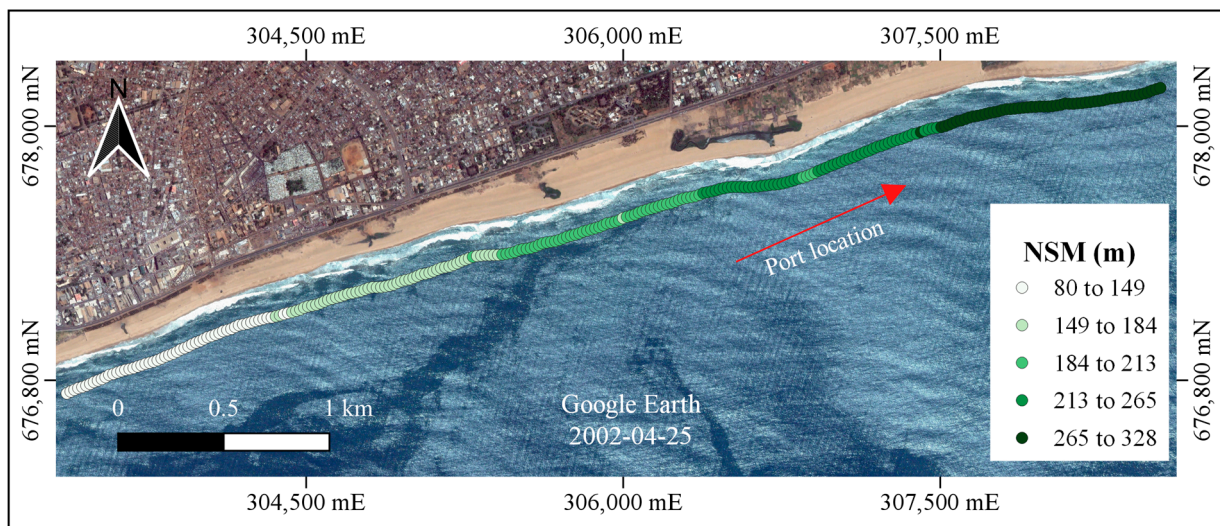 304,500 mE 306,000 mE 307,500 mE
678,000 mN
678,000 mN
N
Port location
NSM (m)
80 to 149
149 to 184
184 to 213
213 to 265
265 to 328
676,800 mN
676,800 mN
0 0.5 1 km
Google Earth
2002-04-25
304,500 mE 306,000 mE 307,500 mE